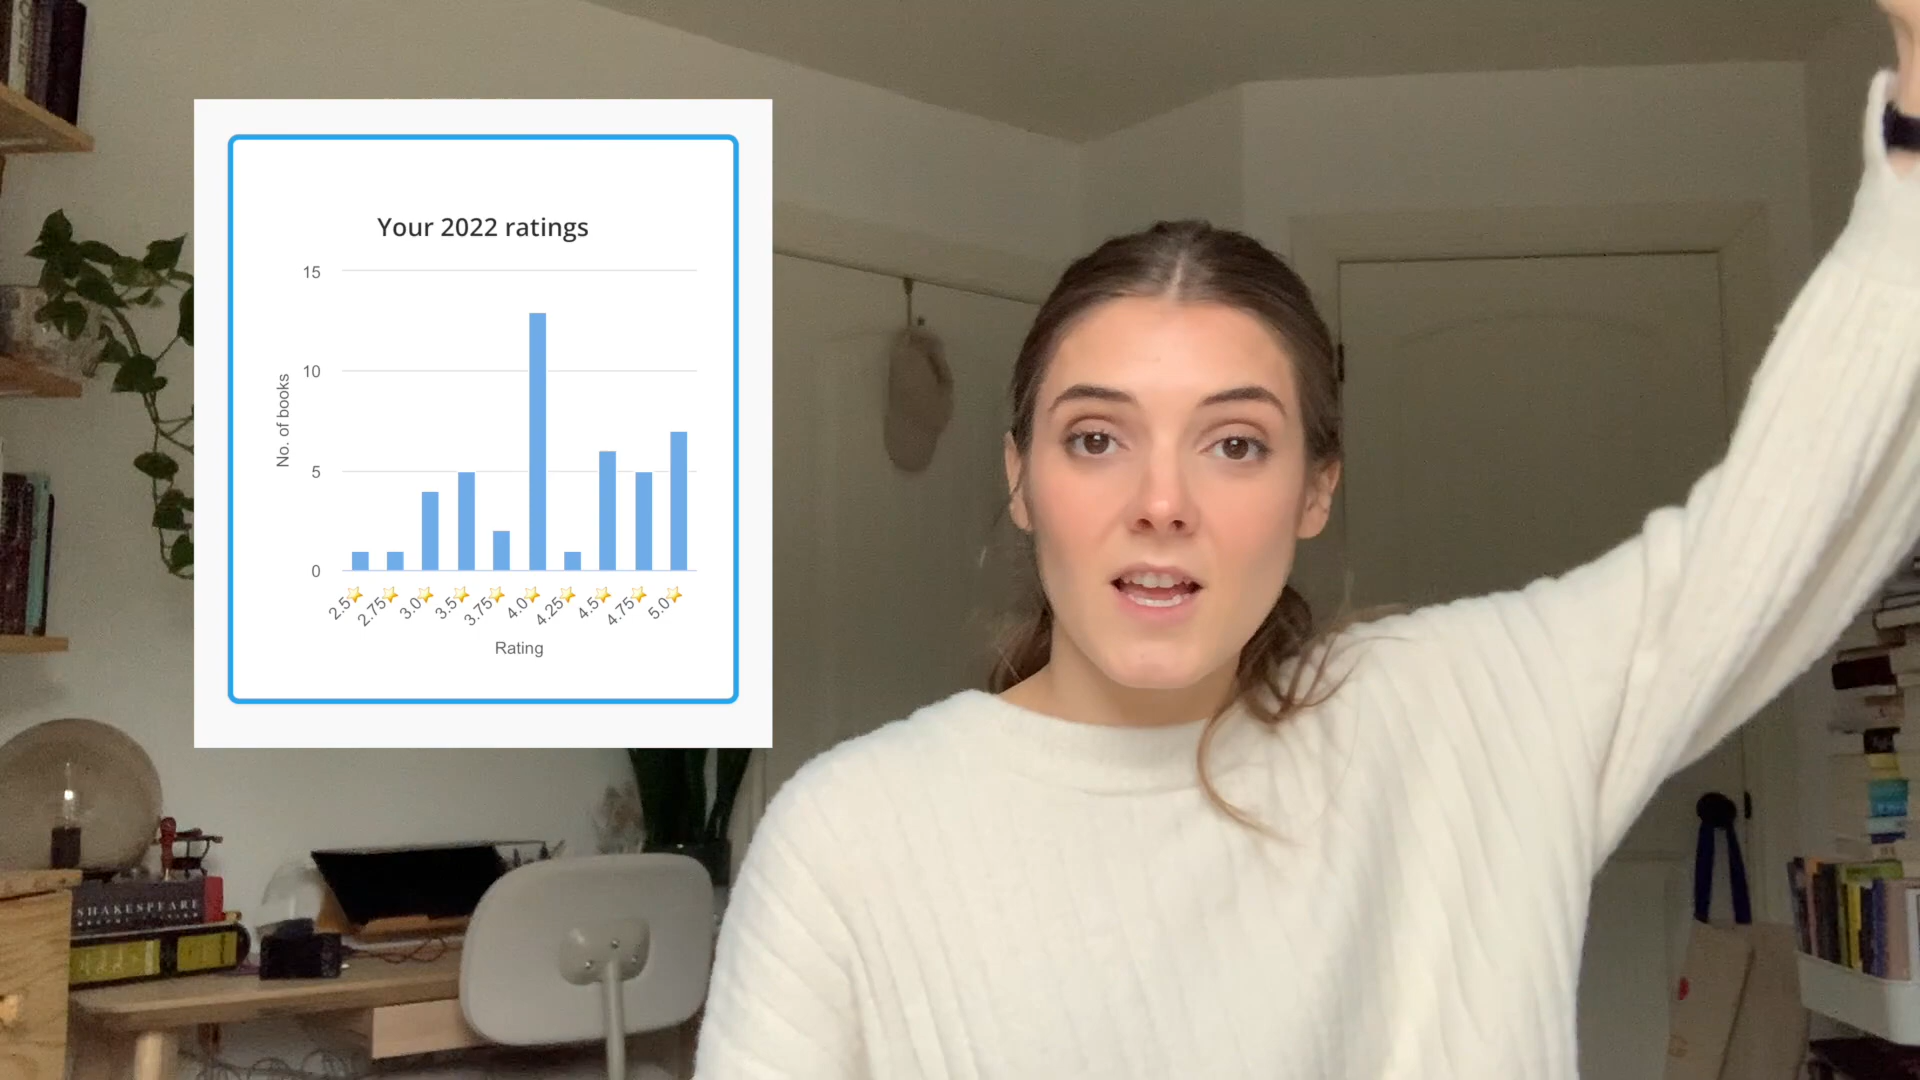 Your 2022 ratings
15
10
5
0
No. of books
2.5⭐ 2.75⭐ 3.0⭐ 3.5⭐ 3.75⭐ 4.0⭐ 4.25⭐ 4.5⭐ 4.75⭐ 5.0⭐
Rating
SHAKESPEARE